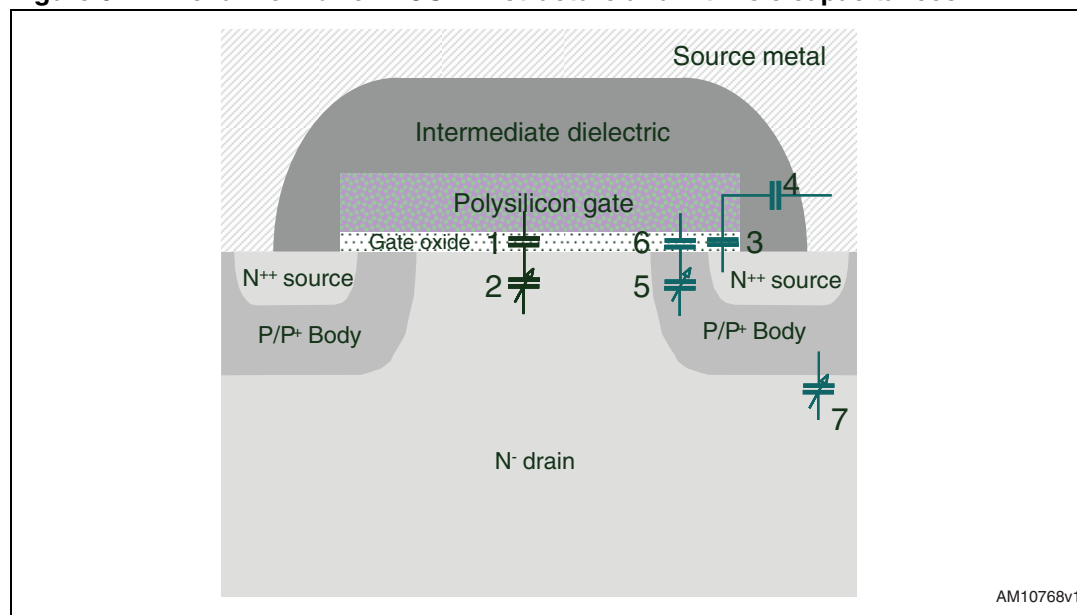 Source metal
Intermediate dielectric
4
Polysilicon gate
Gate oxide 1 6 3
N++ source 2 5 N++ source
P/P+ Body P/P+ Body
7
N- drain
AM10768v1